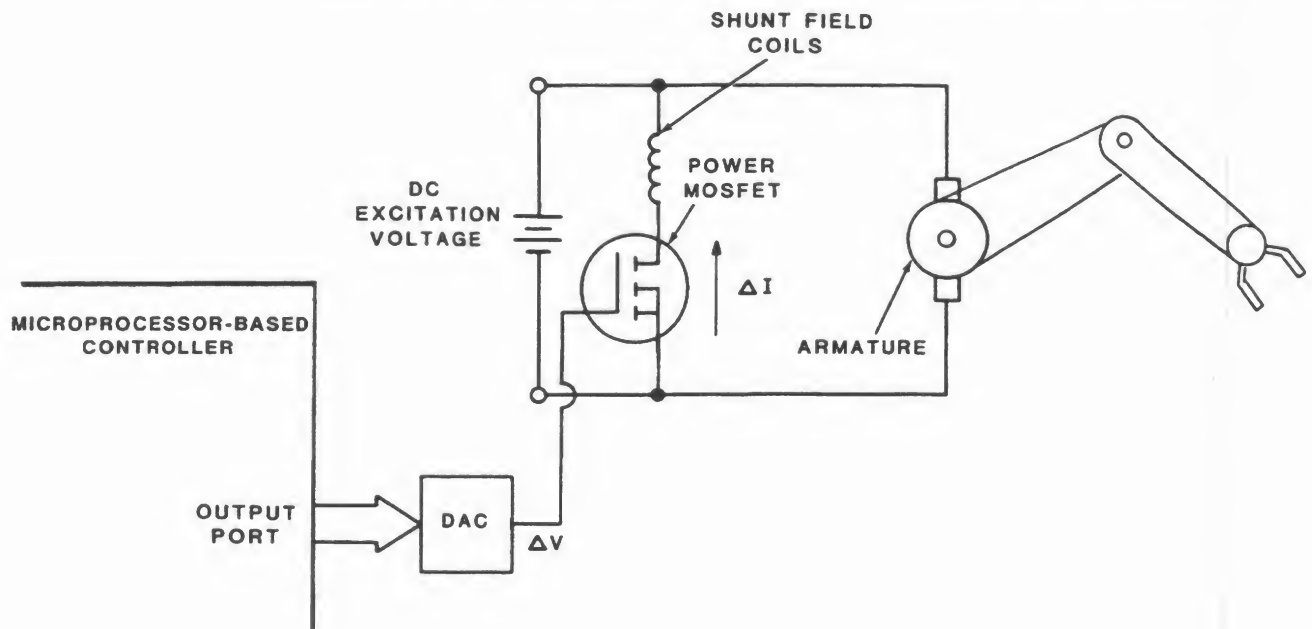 SHUNT FIELD
COILS
POWER
MOSFET
DC
EXCITATION
VOLTAGE
ΔI
ARMATURE
MICROPROCESSOR-BASED
CONTROLLER
OUTPUT
PORT
DAC
ΔV